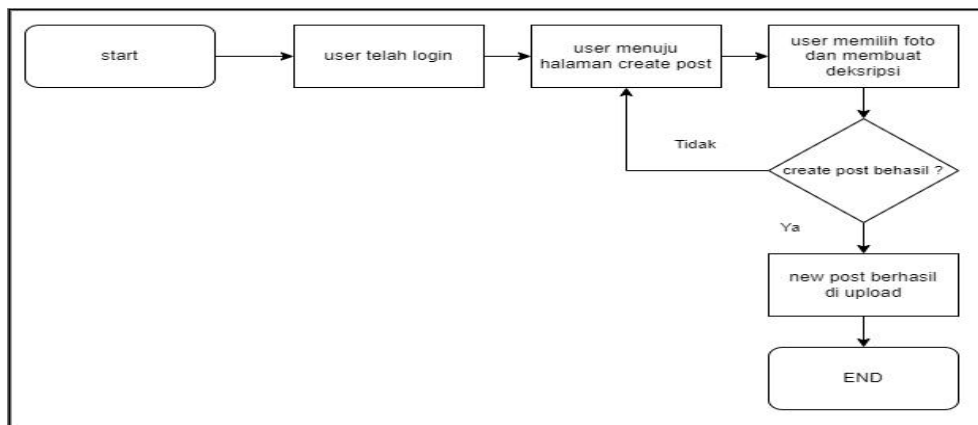 start
user telah login
user menuju
halaman create post
user memilih foto
dan membuat
deksripsi
Tidak
create post behasil ?
Ya
new post berhasil
di upload
END